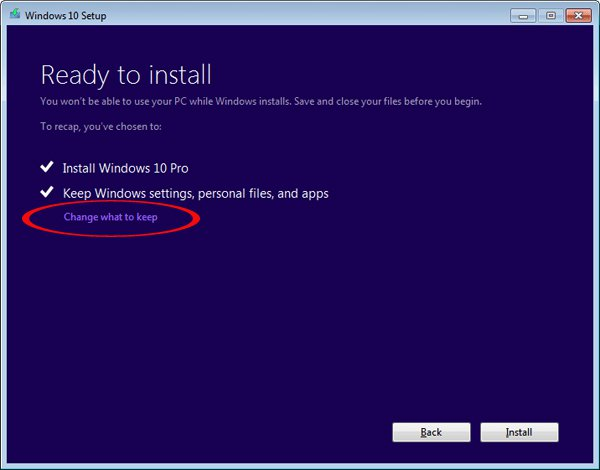 Windows 10 Setup
Ready to install
You won't be able to use your PC while Windows installs. Save and close your files before you begin.
To recap, you've chosen to:
Install Windows 10 Pro
Keep Windows settings, personal files, and apps
Change what to keep
Back
Install